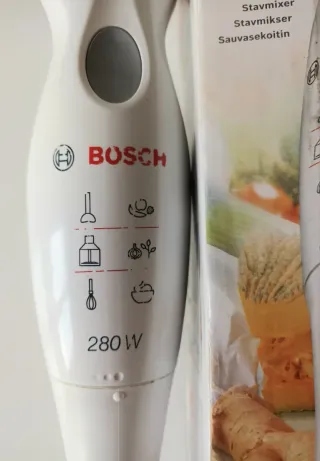 Stavmixer
Stavmikser
Sauvasekoitin
BOSCH
280 W